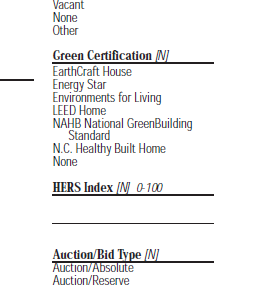 Vacant
None
Other
Green Certification [N]
EarthCraft House
Energy Star
Environments for Living
LEED Home
NAHB National GreenBuilding
Standard
N.C. Healthy Built Home
None
HERS Index [N] 0-100
Auction/Bid Type [N]
Auction/Absolute
Auction/Reserve